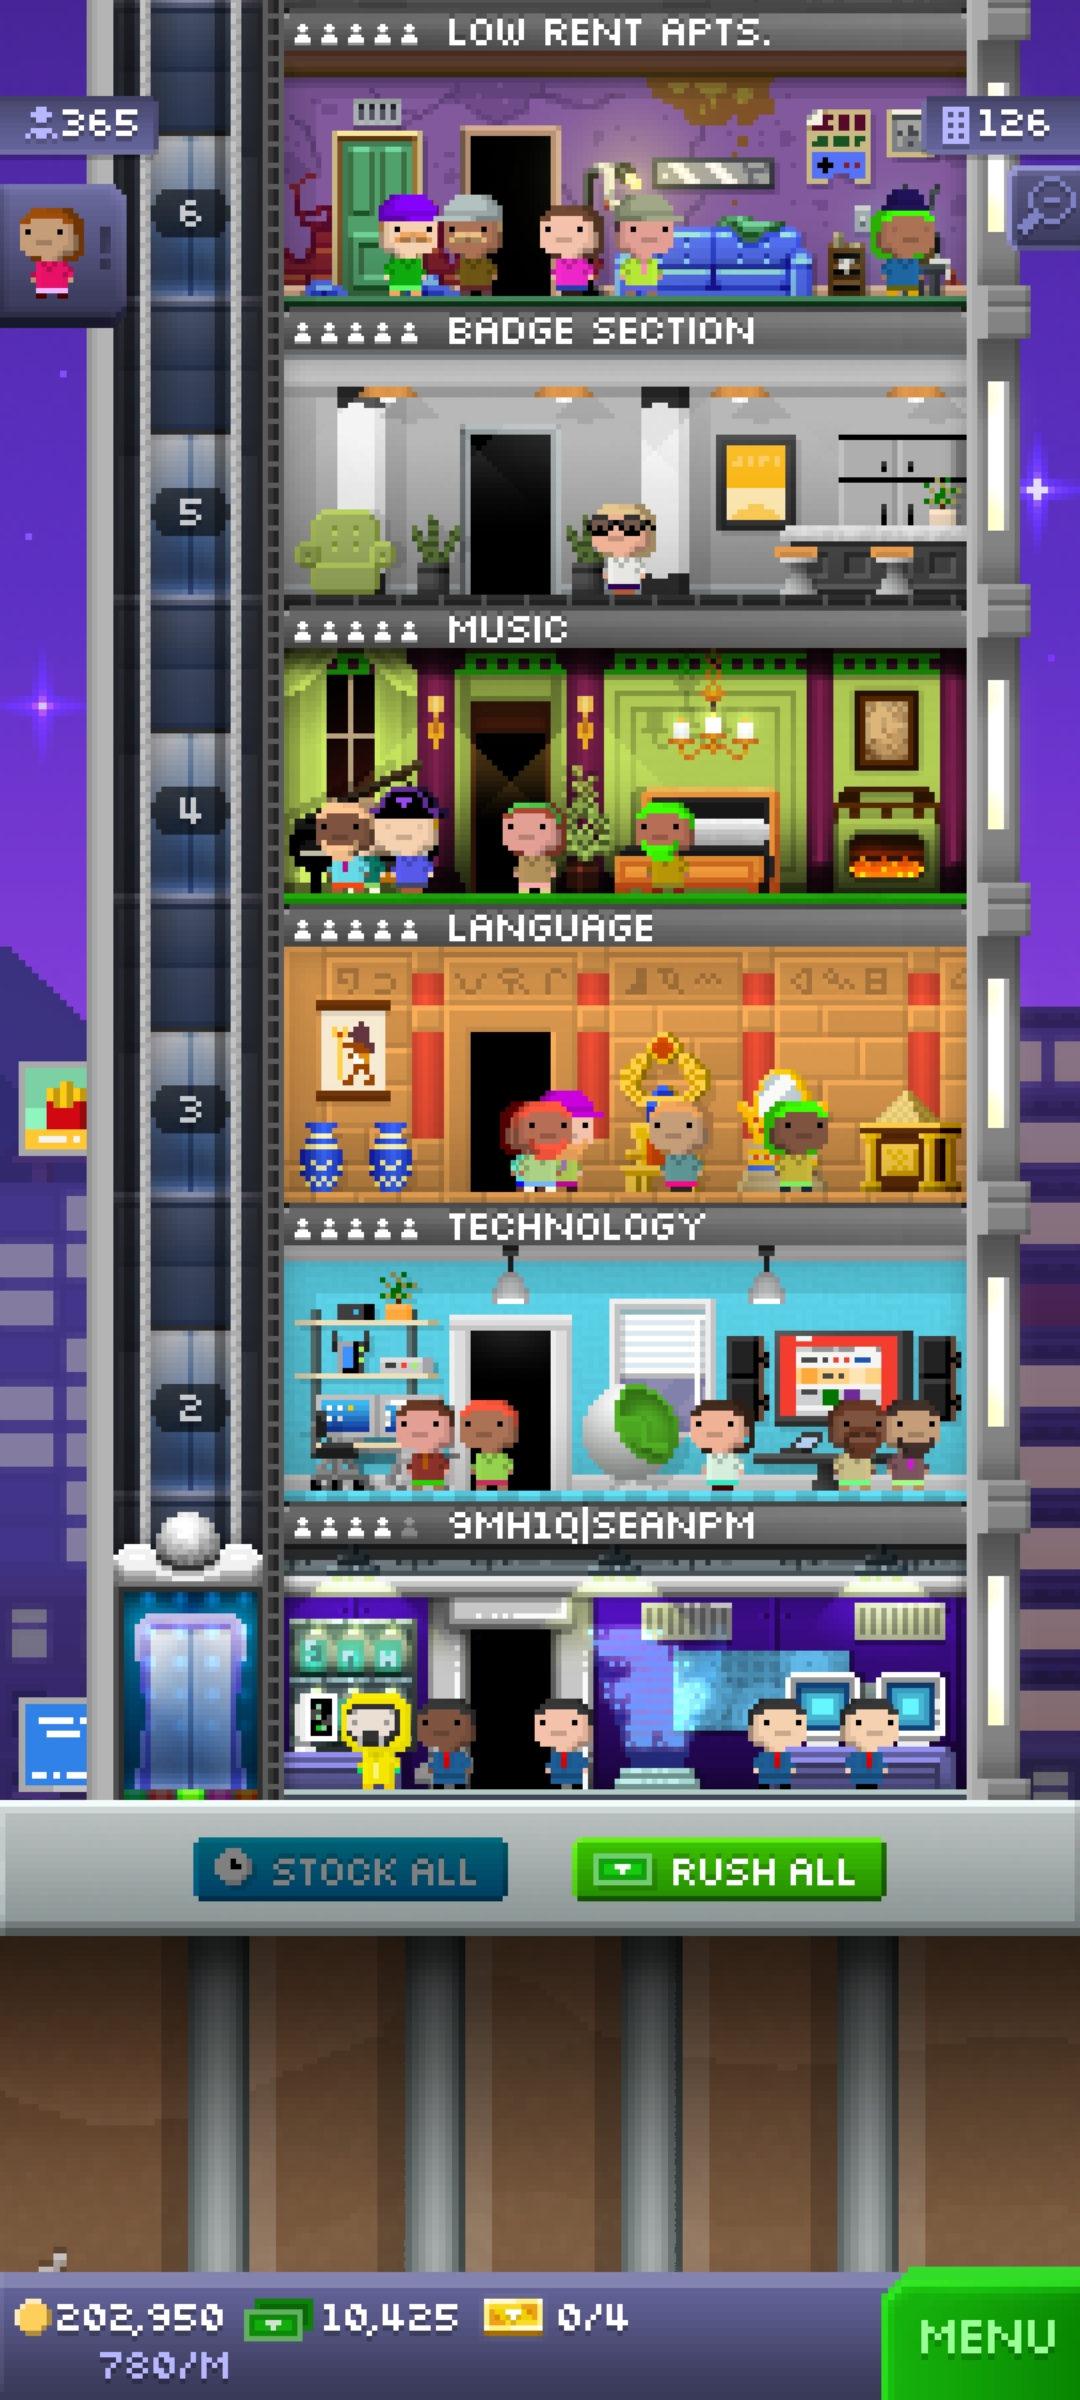 LOW RENT APTS.
365
126
6
BADGE SECTION
5
MUSIC
4
LANGUAGE
3
TECHNOLOGY
2
9MH1Q|SEANPM
STOCK ALL
RUSH ALL
202,950
10,425
0/4
780/M
MENU